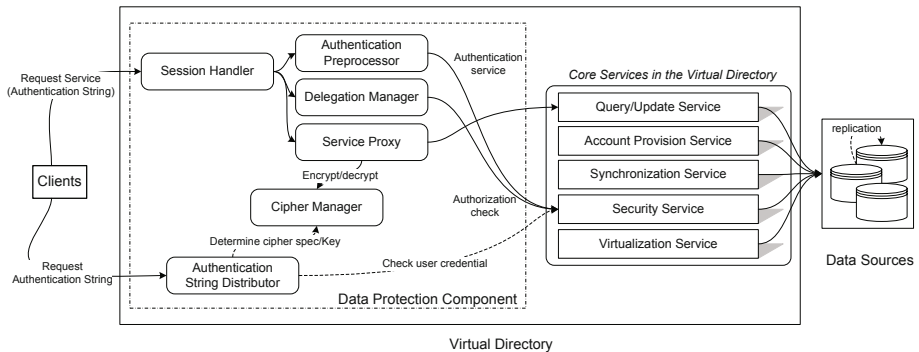 Authentication
Preprocessor
Session Handler
Delegation Manager
Service Proxy
Request Service
(Authentication String)
Authentication
service
Core Services in the Virtual Directory
Query/Update Service
Account Provision Service
Synchronization Service
Security Service
Virtualization Service
replication
Clients
Encrypt/decrypt
Cipher Manager
Authorization
check
Determine cipher spec/Key
Request
Authentication String
Authentication
String Distributor
Check user credential
Data Protection Component
Data Sources
Virtual Directory